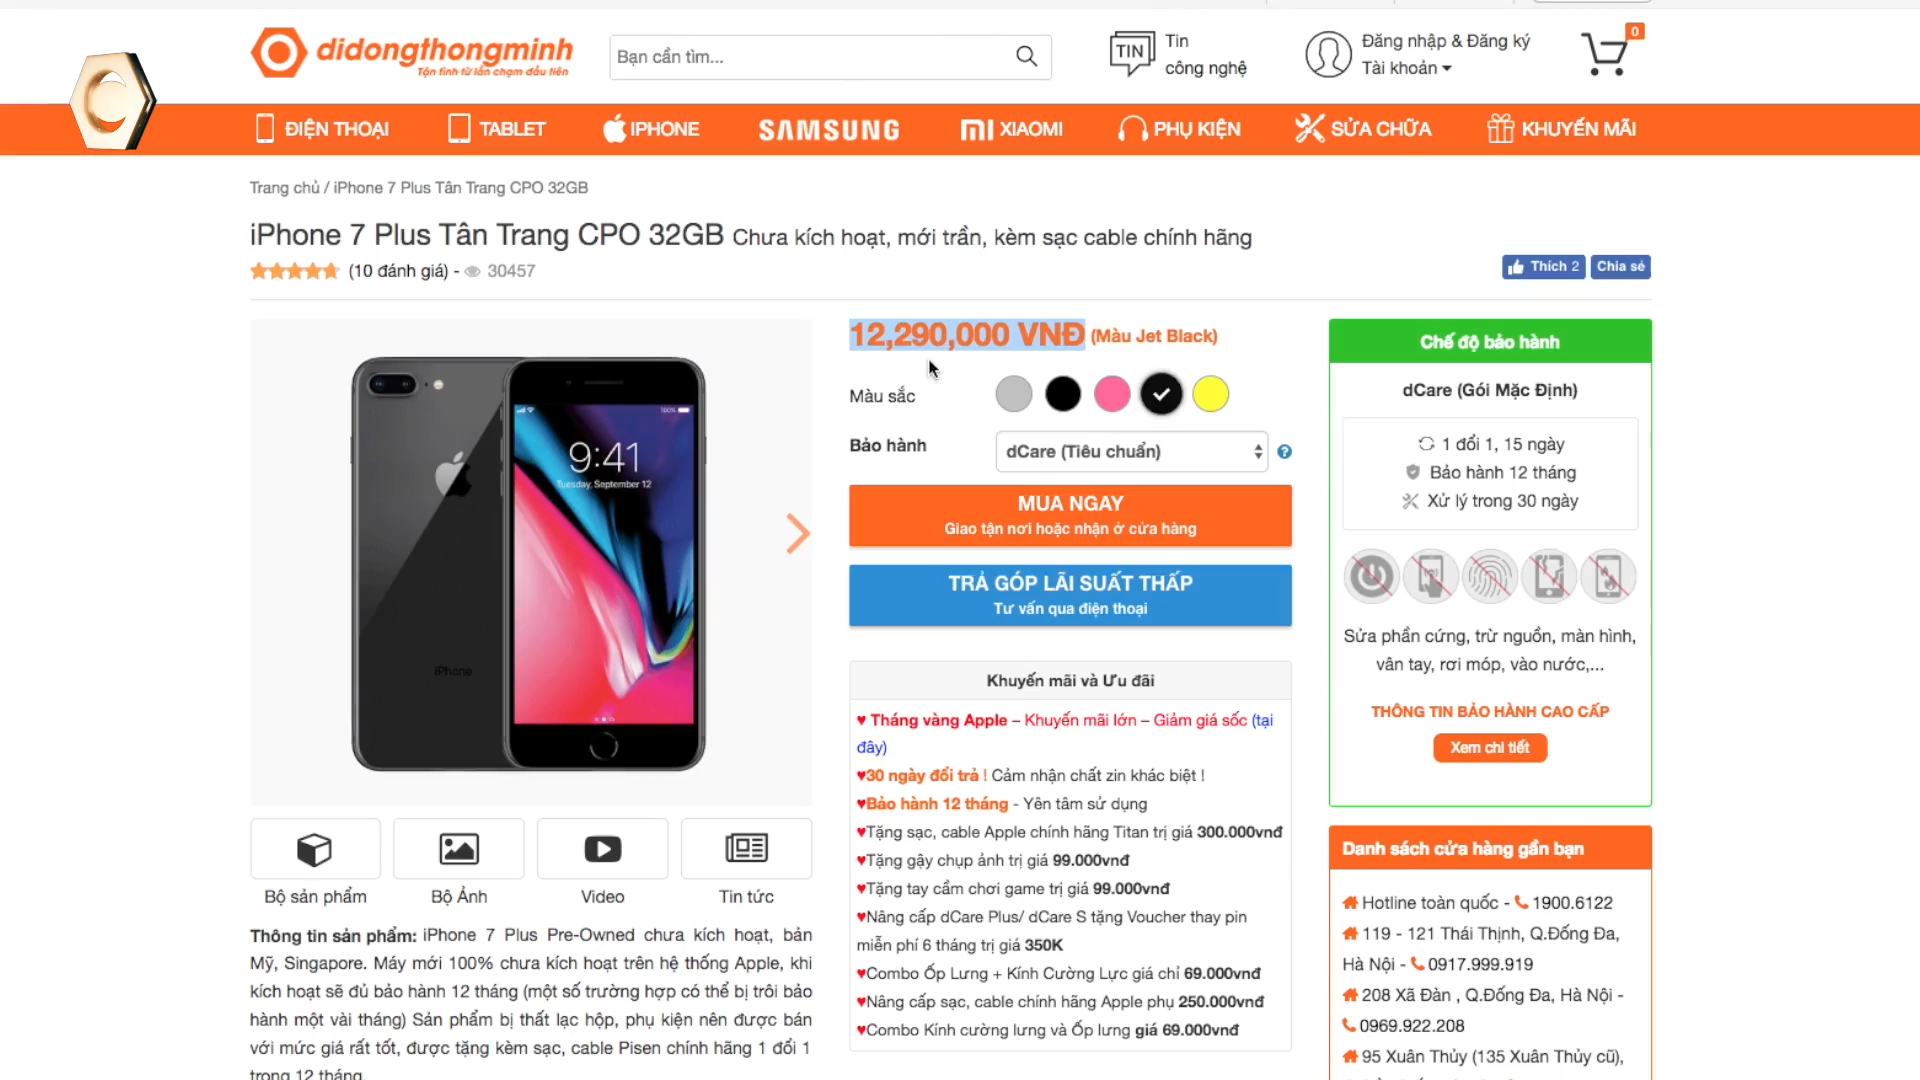 didongthongminh
Tận tình từ lần chạm đầu tiên
Bạn cần tìm...
TIN
Tin
công nghệ
Đăng nhập & Đăng ký
Tài khoản
0
ĐIỆN THOẠI
TABLET
IPHONE
SAMSUNG
MI XIAOMI
PHỤ KIỆN
SỬA CHỮA
KHUYẾN MÃI
Trang chủ / iPhone 7 Plus Tân Trang CPO 32GB
iPhone 7 Plus Tân Trang CPO 32GB Chưa kích hoạt, mới trần, kèm sạc cable chính hãng
(10 đánh giá) - 30457
Thích 2
Chia sẻ
9:41
Tuesday, September 12
100%
iPhone
Bộ sản phẩm
Bộ Ảnh
Video
Tin tức
Thông tin sản phẩm: iPhone 7 Plus Pre-Owned chưa kích hoạt, bản
Mỹ, Singapore. Máy mới 100% chưa kích hoạt trên hệ thống Apple, khi
kích hoạt sẽ đủ bảo hành 12 tháng (một số trường hợp có thể bị trôi bảo
hành một vài tháng) Sản phẩm bị thất lạc hộp, phụ kiện nên được bán
với mức giá rất tốt, được tặng kèm sạc, cable Pisen chính hãng 1 đổi 1
trong 12 tháng.
12,290,000 VNĐ (Màu Jet Black)
Màu sắc
Bảo hành
dCare (Tiêu chuẩn)
?
MUA NGAY
Giao tận nơi hoặc nhận ở cửa hàng
TRẢ GÓP LÃI SUẤT THẤP
Tư vấn qua điện thoại
Khuyến mãi và Ưu đãi
♥ Tháng vàng Apple – Khuyến mãi lớn – Giảm giá sốc (tại
đây)
♥30 ngày đổi trả ! Cảm nhận chất zin khác biệt !
♥Bảo hành 12 tháng - Yên tâm sử dụng
♥Tặng sạc, cable Apple chính hãng Titan trị giá 300.000vnđ
♥Tặng gậy chụp ảnh trị giá 99.000vnđ
♥Tặng tay cầm chơi game trị giá 99.000vnđ
♥Nâng cấp dCare Plus/ dCare S tặng Voucher thay pin
miễn phí 6 tháng trị giá 350K
♥Combo Ốp Lưng + Kính Cường Lực giá chỉ 69.000vnđ
♥Nâng cấp sạc, cable chính hãng Apple phụ 250.000vnđ
♥Combo Kính cường lưng và Ốp lưng giá 69.000vnđ
Chế độ bảo hành
dCare (Gói Mặc Định)
1 đổi 1, 15 ngày
Bảo hành 12 tháng
Xử lý trong 30 ngày
Sửa phần cứng, trừ nguồn, màn hình,
vân tay, rơi móp, vào nước,...
THÔNG TIN BẢO HÀNH CAO CẤP
Xem chi tiết
Danh sách cửa hàng gần bạn
Hotline toàn quốc - 1900.6122
119 - 121 Thái Thịnh, Q.Đống Đa,
Hà Nội - 0917.999.919
208 Xã Đàn , Q.Đống Đa, Hà Nội -
0969.922.208
95 Xuân Thủy (135 Xuân Thủy cũ),